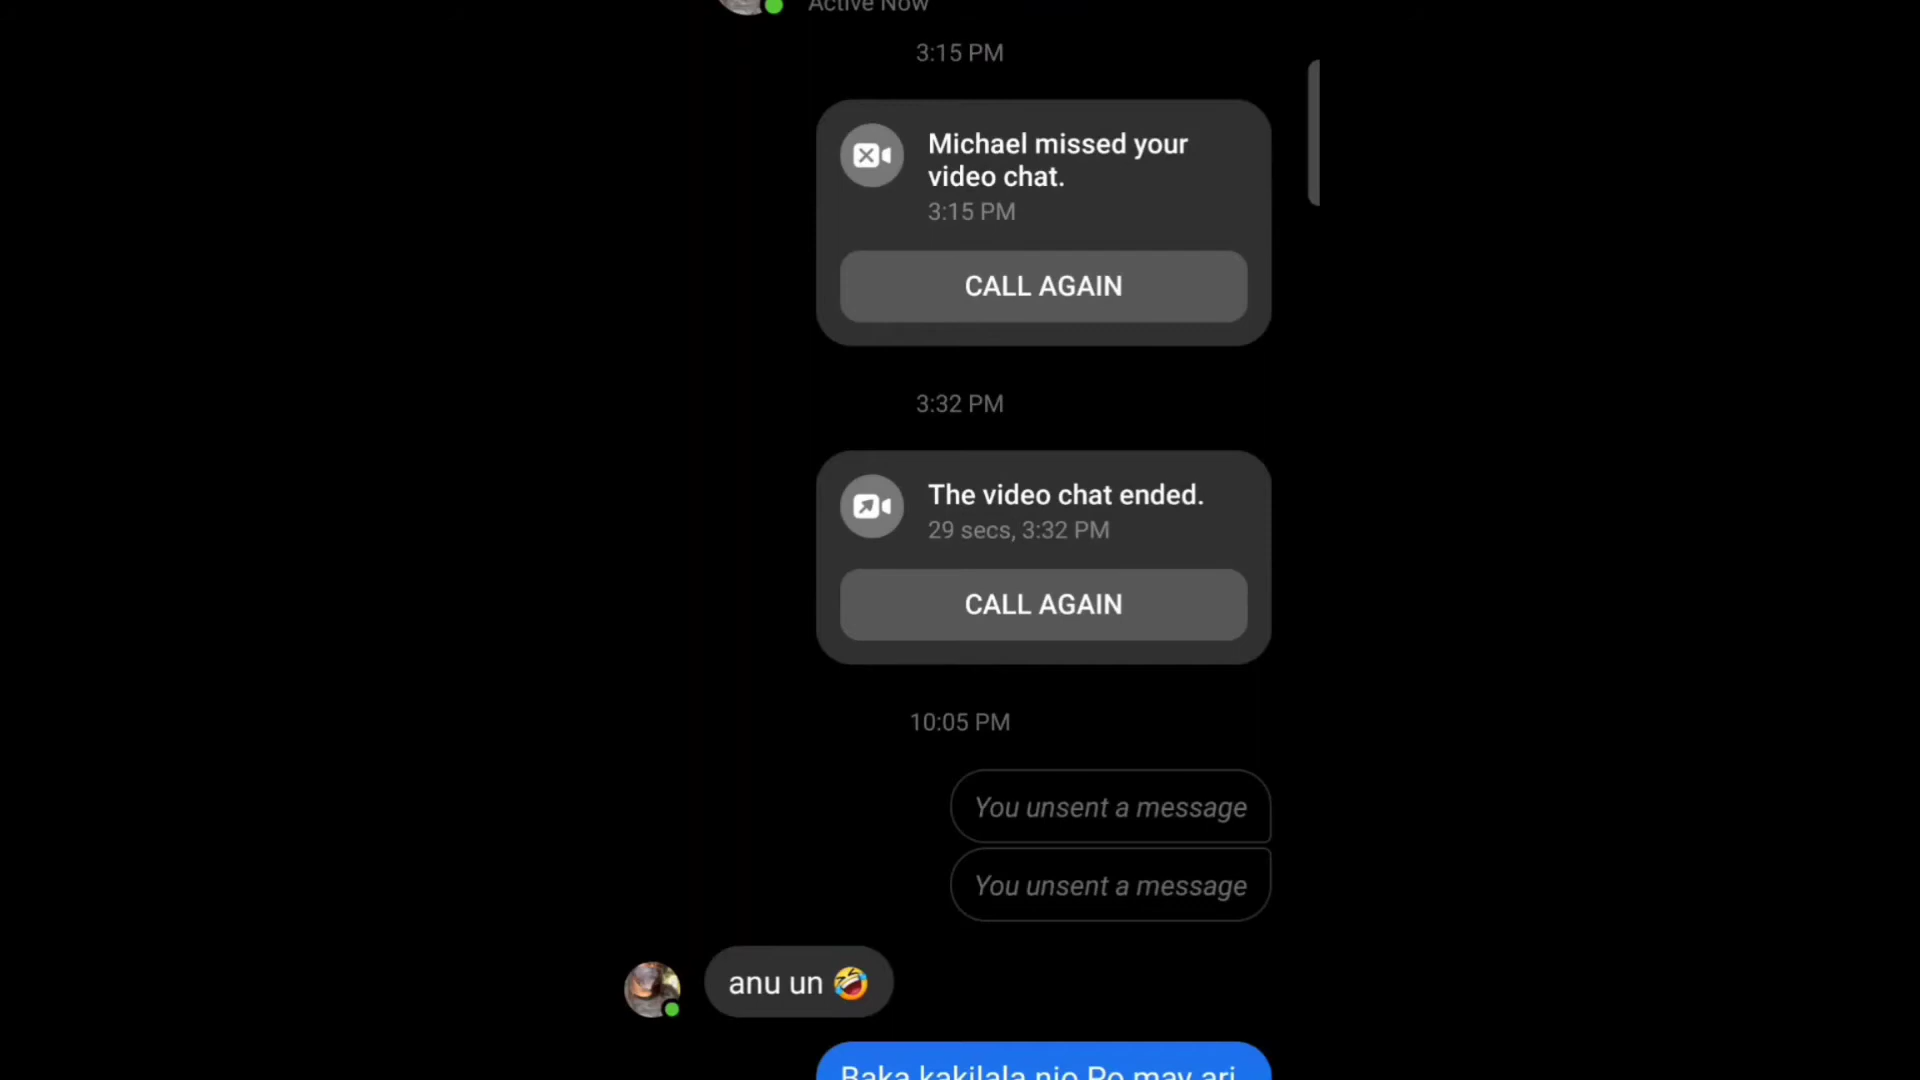 Active Now
3:15 PM
Michael missed your
video chat.
3:15 PM
CALL AGAIN
3:32 PM
The video chat ended.
29 secs, 3:32 PM
CALL AGAIN
10:05 PM
You unsent a message
You unsent a message
anu un 🤣
Baka kakilala nio Po may ari